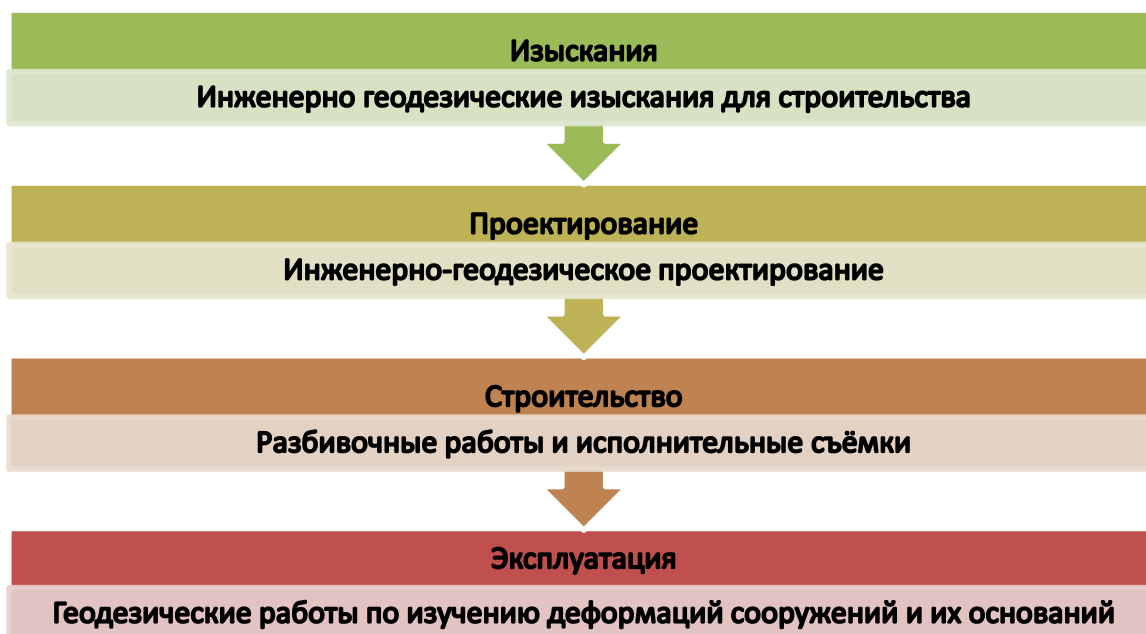 Изыскания
Инженерно геодезические изыскания для строительства
Проектирование
Инженерно-геодезическое проектирование
Строительство
Разбивочные работы и исполнительные съёмки
Эксплуатация
Геодезические работы по изучению деформаций сооружений и их оснований